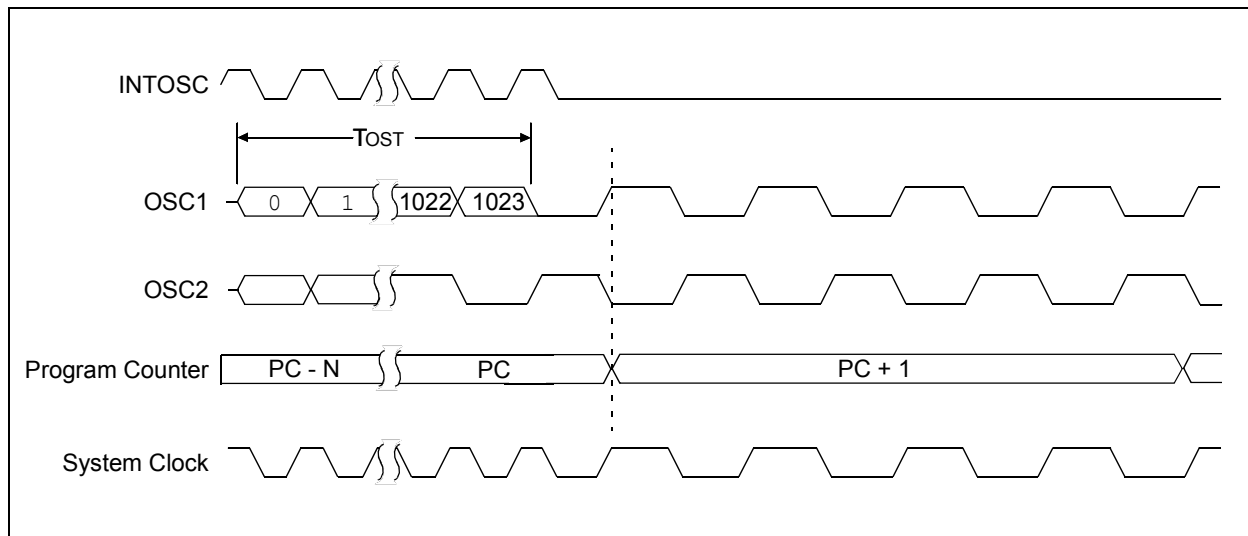 INTOSC
TOST
OSC1 0 1 1022 1023
OSC2
Program Counter PC - N PC PC + 1
System Clock